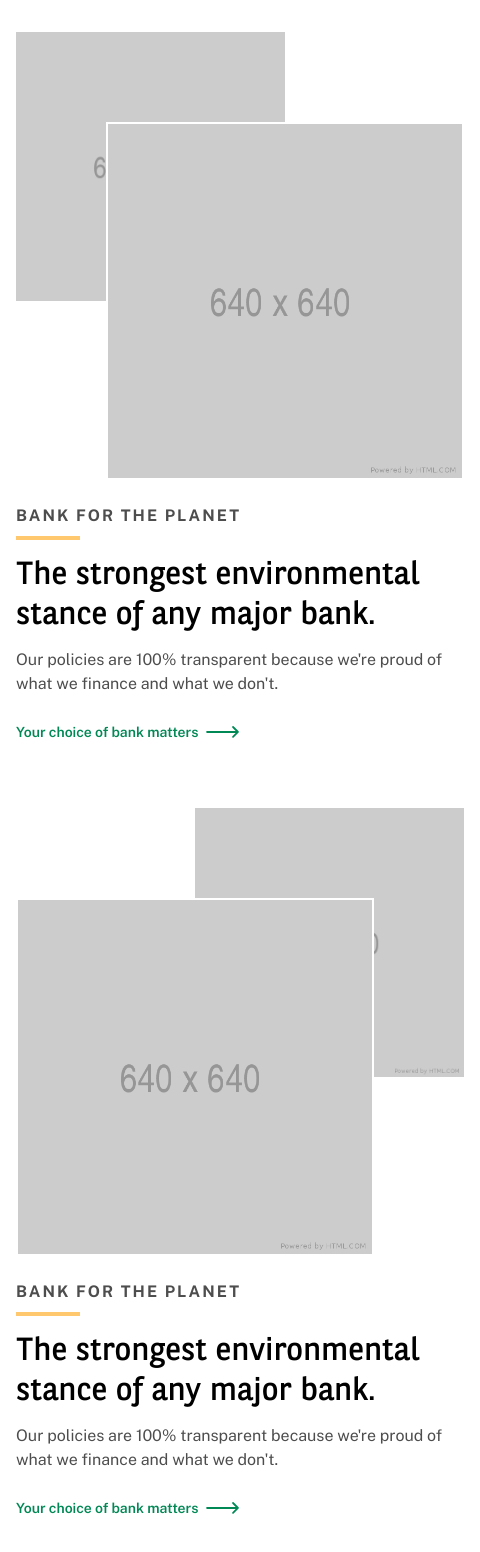 640 x 640
Powered by HTML.COM
BANK FOR THE PLANET
The strongest environmental
stance of any major bank.
Our policies are 100% transparent because we're proud of
what we finance and what we don't.
Your choice of bank matters
Powered by HTML.COM
640 x 640
Powered by HTML.COM
BANK FOR THE PLANET
The strongest environmental
stance of any major bank.
Our policies are 100% transparent because we're proud of
what we finance and what we don't.
Your choice of bank matters